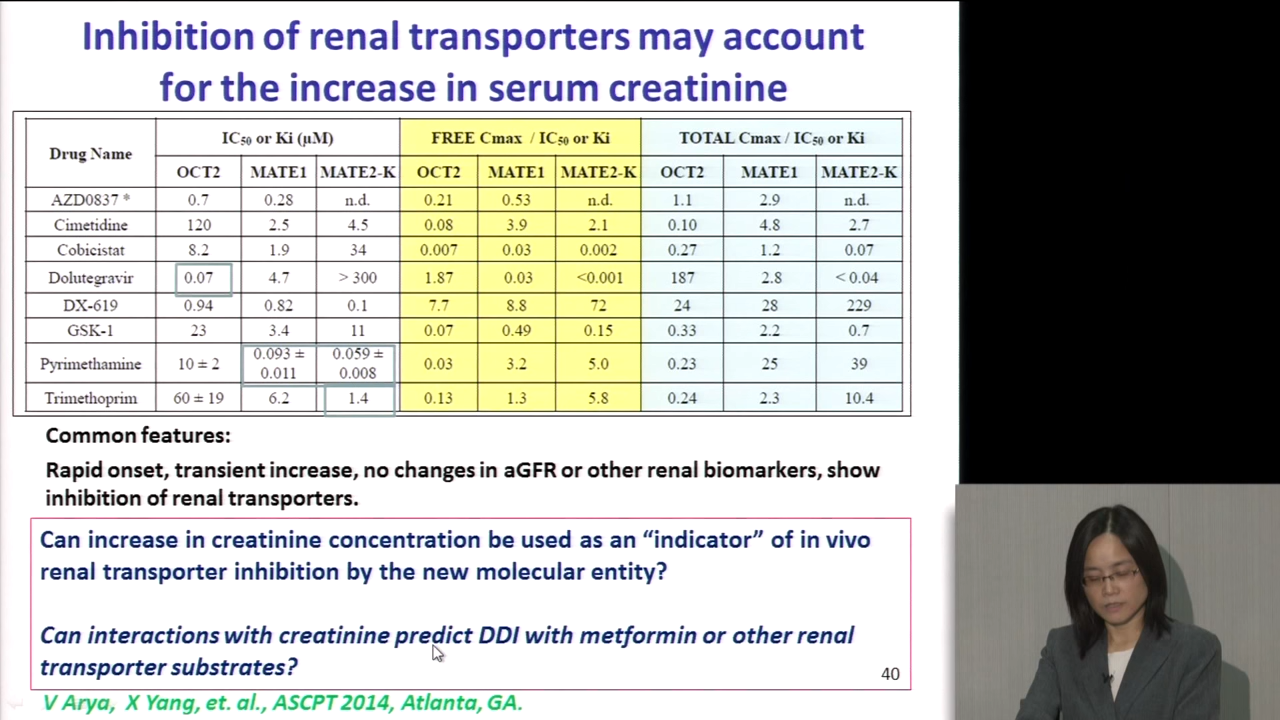 Inhibition of renal transporters may account
for the increase in serum creatinine
Drug Name IC50 or Ki (μM) FREE Cmax / IC50 or Ki TOTAL Cmax / IC50 or Ki
OCT2 MATE1 MATE2-K OCT2 MATE1 MATE2-K OCT2 MATE1 MATE2-K
AZD0837 * 0.7 0.28 n.d. 0.21 0.53 n.d. 1.1 2.9 n.d.
Cimetidine 120 2.5 4.5 0.08 3.9 2.1 0.10 4.8 2.7
Cobicistat 8.2 1.9 34 0.007 0.03 0.002 0.27 1.2 0.07
Dolutegravir 0.07 4.7 > 300 1.87 0.03 <0.001 187 2.8 < 0.04
DX-619 0.94 0.82 0.1 7.7 8.8 72 24 28 229
GSK-1 23 3.4 11 0.07 0.49 0.15 0.33 2.2 0.7
Pyrimethamine 10 ± 2 0.093 ± 0.011 0.059 ± 0.008 0.03 3.2 5.0 0.23 25 39
Trimethoprim 60 ± 19 6.2 1.4 0.13 1.3 5.8 0.24 2.3 10.4
Common features:
Rapid onset, transient increase, no changes in aGFR or other renal biomarkers, show
inhibition of renal transporters.
Can increase in creatinine concentration be used as an “indicator” of in vivo
renal transporter inhibition by the new molecular entity?
Can interactions with creatinine predict DDI with metformin or other renal
transporter substrates?
40
V Arya, X Yang, et. al., ASCPT 2014, Atlanta, GA.